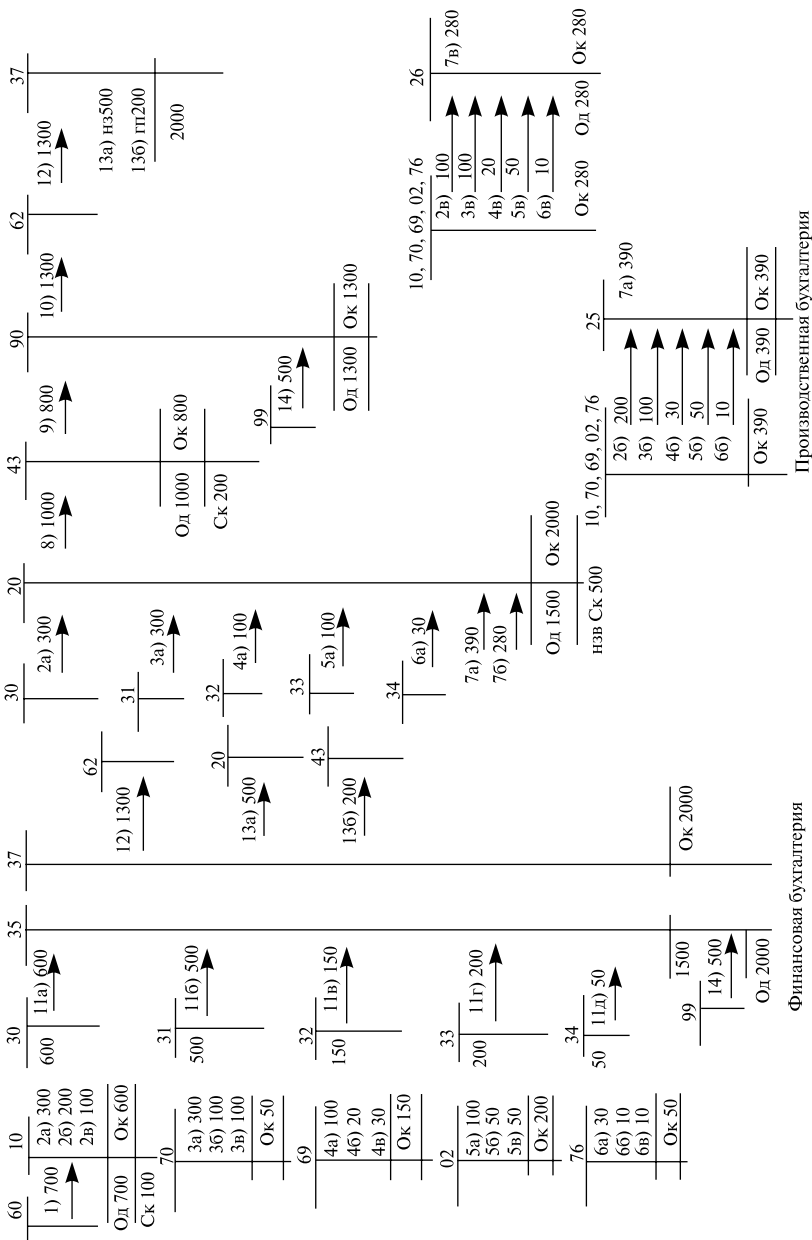 60
10
1) 700
2а) 300
2б) 200
2в) 100
Од 700
Ок 600
Ск 100
30
11а) 600
600
35
37
70
3а) 300
3б) 100
3в) 100
Ок 50
31
11б) 500
500
69
4а) 100
4б) 20
4в) 30
Ок 150
32
11в) 150
150
02
5а) 100
5б) 50
5в) 50
Ок 200
33
11г) 200
200
76
6а) 30
6б) 10
6в) 10
Ок 50
34
11д) 50
50
1500
Ок 2000
99
14) 500
Од 2000
Финансовая бухгалтерия
62
12) 1300
20
13а) 500
43
13б) 200
30
2а) 300
20
8) 1000
43
9) 800
90
10) 1300
62
12) 1300
37
31
3а) 300
32
4а) 100
33
5а) 100
34
6а) 30
7а) 390
7б) 280
Од 1500
Ок 2000
нзв Ск 500
Од 1000
Ок 800
Ск 200
99
14) 500
Од 1300
Ок 1300
13а) нз500
13б) гп200
2000
10, 70, 69, 02, 76
26
2в) 100
7в) 280
3в) 100
4в) 20
5в) 50
6в) 10
Ок 280
Од 280
Ок 280
10, 70, 69, 02, 76
25
2б) 200
7а) 390
3б) 100
4б) 30
5б) 50
6б) 10
Ок 390
Од 390
Ок 390
Производственная бухгалтерия